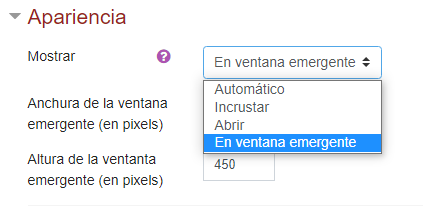 Apariencia
Mostrar
En ventana emergente
Automático
Incrustar
Abrir
En ventana emergente
Anchura de la ventana
emergente (en pixels)
Altura de la ventanta
emergente (en pixels)
450